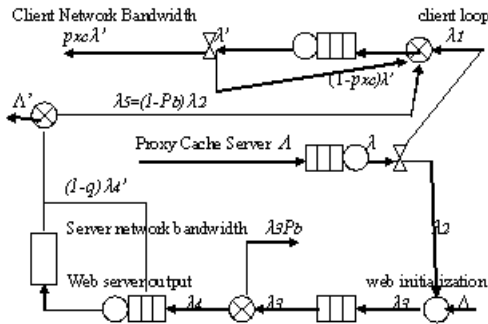 Client Network Bandwidth
client loop
pxcλ'
λ'
λ1
(1-pxc)λ'
Λ'
λ5=(1-Pb) λ2
Proxy Cache Server Λ
λ
(1-q) λ4'
Server network bandwidth
λ3Pb
λ2
Web server output
web initialization
λ4
λ3
λ3
Λ